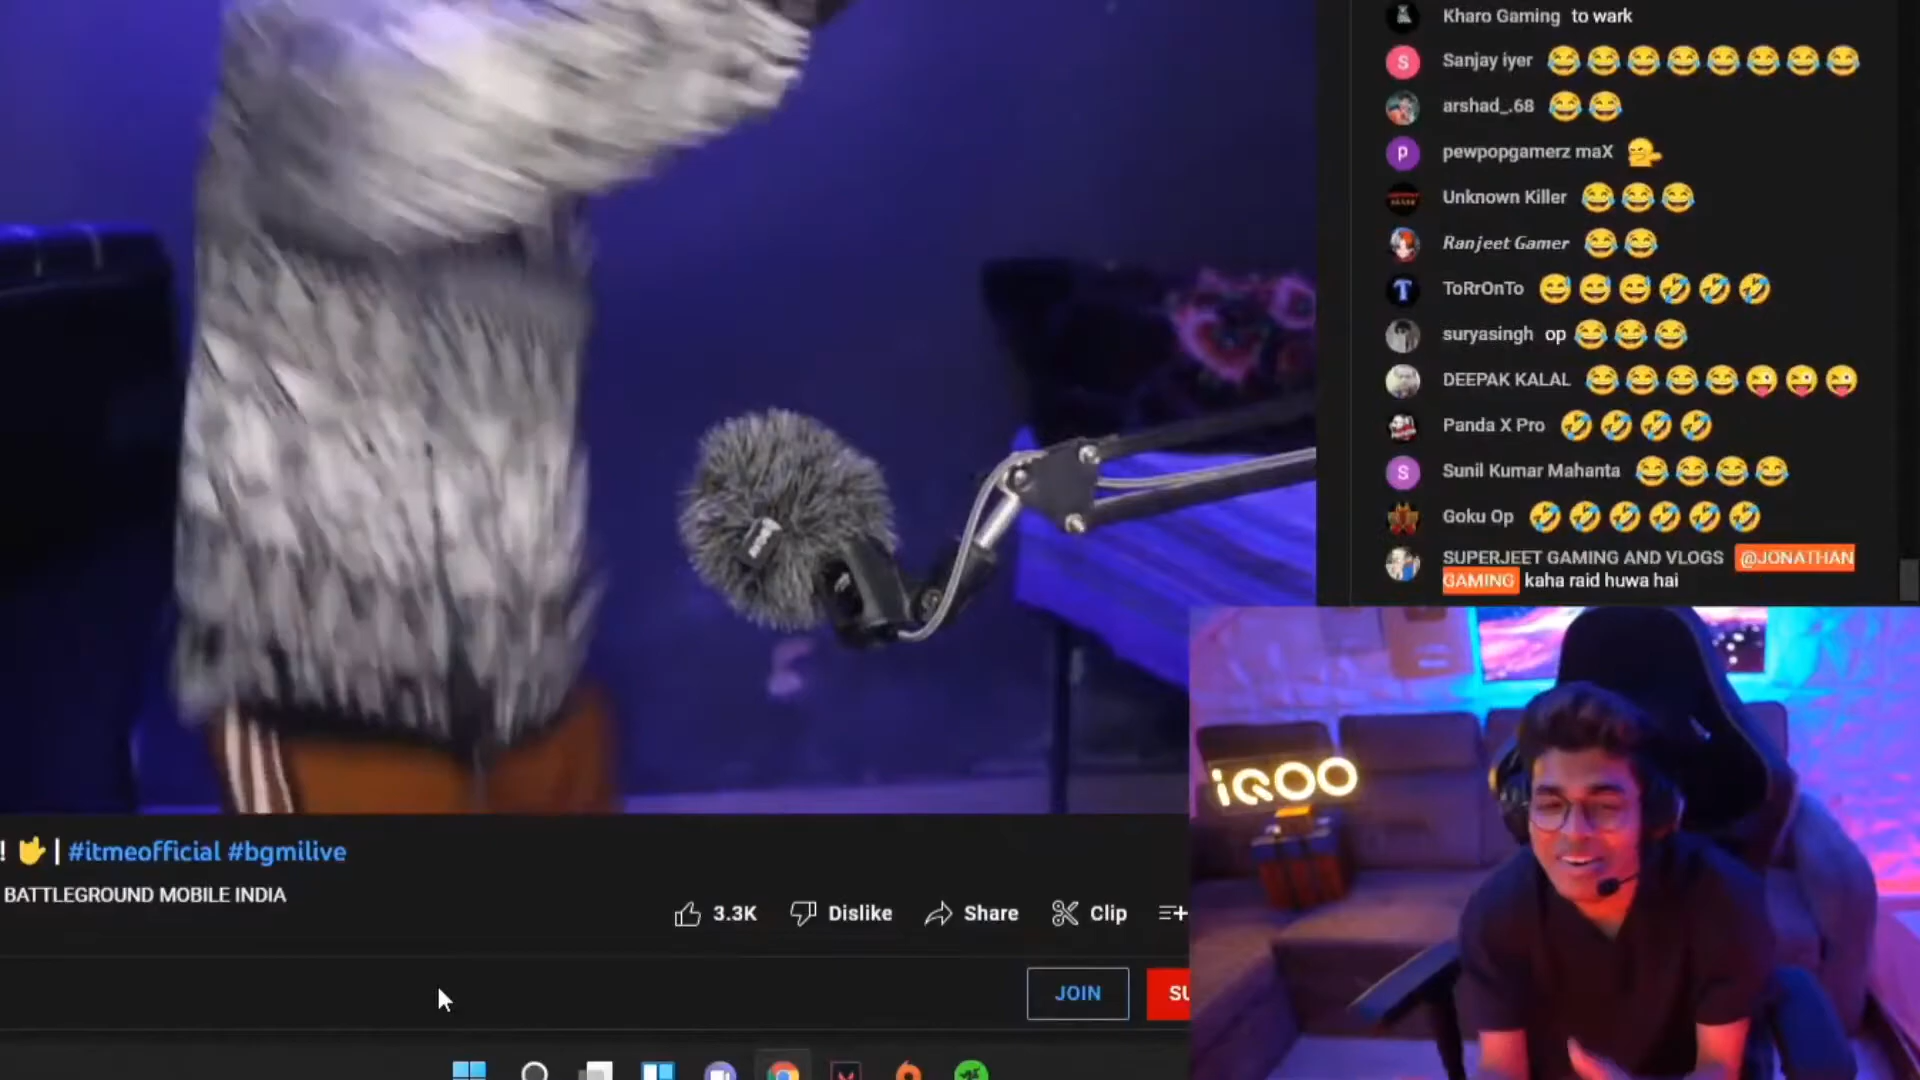 Kharo Gaming to wark
S Sanjay iyer 😂😂😂😂😂😂😂😂
arshad_.68 😂😂
P pewpopgamerz maX
Unknown Killer 😂😂😂
Ranjeet Gamer 😂😂
T ToRrOnTo 😅😅😅🤣🤣🤣
suryasingh op 😂😂😂
DEEPAK KALAL 😂😂😂😂😜😜😜
Panda X Pro 🤣🤣🤣🤣
S Sunil Kumar Mahanta 😂😂😂😂
Goku Op 🤣🤣🤣🤣🤣🤣
SUPERJEET GAMING AND VLOGS @JONATHAN
GAMING kaha raid huwa hai
iQOO
! 🤟 | #itmeofficial #bgmilive
BATTLEGROUND MOBILE INDIA
3.3K Dislike Share Clip
JOIN SU